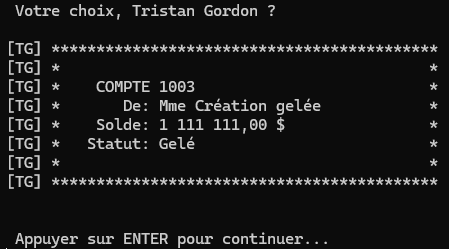 Votre choix, Tristan Gordon ?
[TG] *******************************************
[TG] *                                         *
[TG] *    COMPTE 1003                          *
[TG] *       De: Mme Création gelée            *
[TG] *    Solde: 1 111 111,00 $                *
[TG] *   Statut: Gelé                          *
[TG] *                                         *
[TG] *******************************************
Appuyer sur ENTER pour continuer...